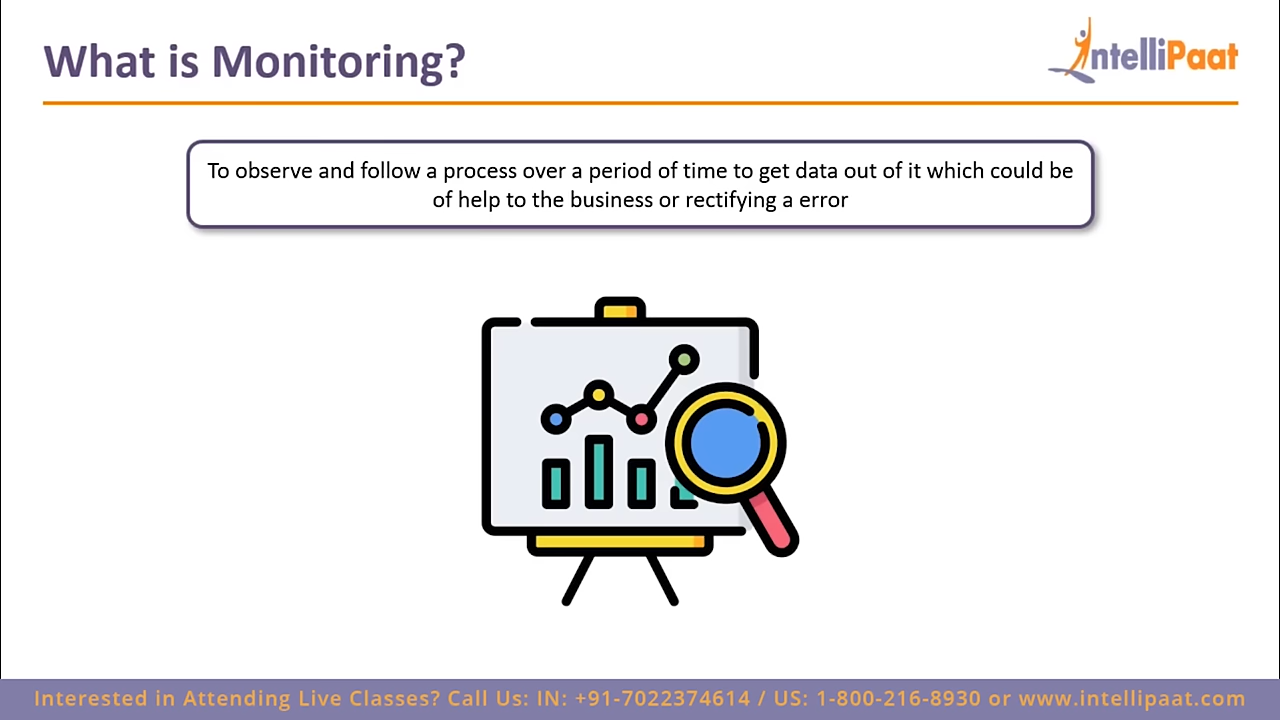 What is Monitoring?
IntelliPaat
To observe and follow a process over a period of time to get data out of it which could be
of help to the business or rectifying a error
Interested in Attending Live Classes? Call Us: IN: +91-7022374614 / US: 1-800-216-8930 or www.intellipaat.com